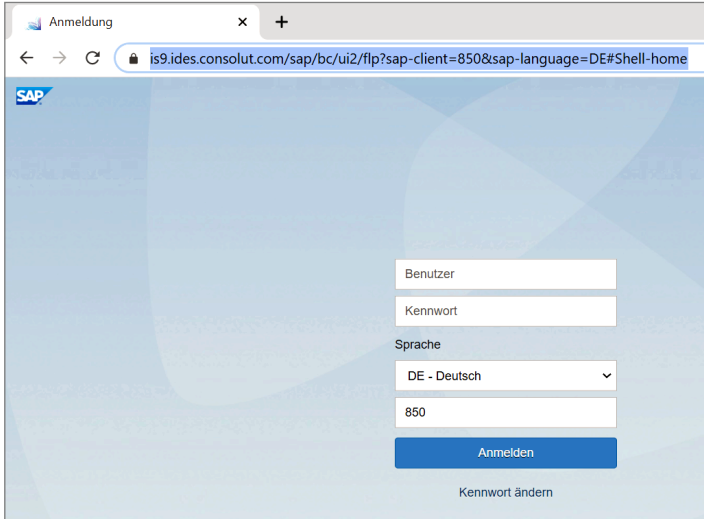 Anmeldung
is9.ides.consolut.com/sap/bc/ui2/flp?sap-client=850&sap-language=DE#Shell-home
SAP
Benutzer
Kennwort
Sprache
DE - Deutsch
850
Anmelden
Kennwort ändern